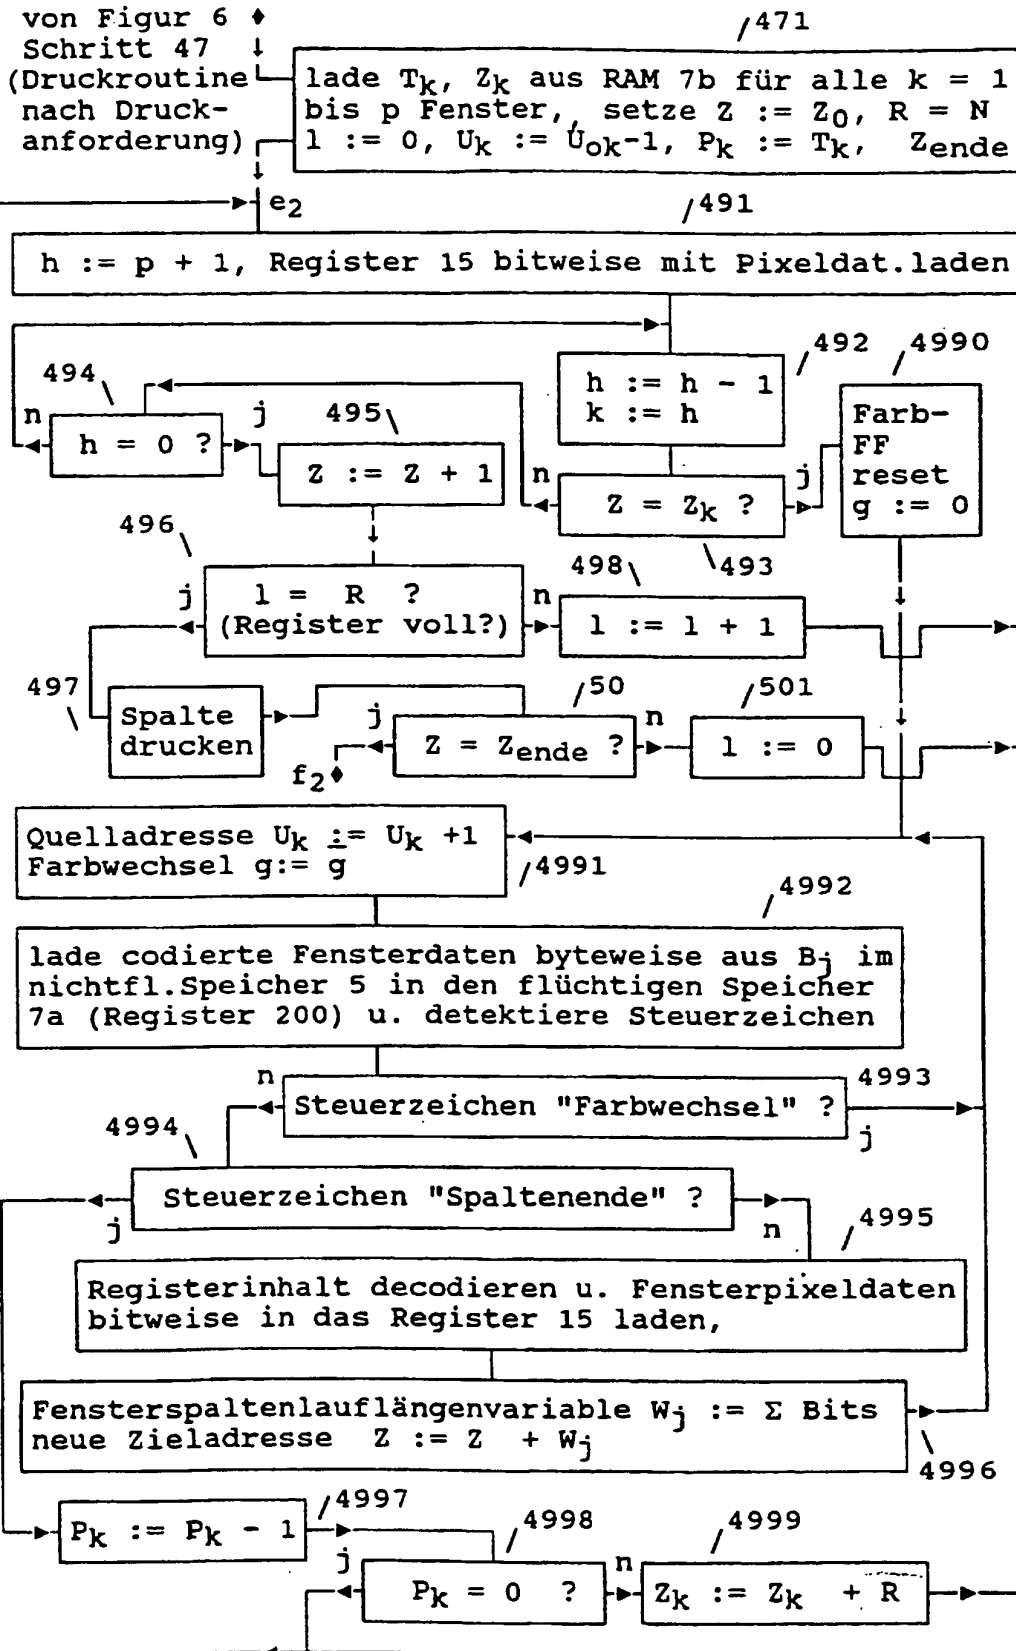 von Figur 6
Schritt 47
(Druckroutine
nach Druck-
anforderung)
471
lade Tk, Zk aus RAM 7b für alle k = 1
bis p Fenster,, setze Z := Z0, R = N
l := 0, Uk := Uok-1, Pk := Tk, Zende
e2
491
h := p + 1, Register 15 bitweise mit Pixeldat.laden
492
h := h - 1
k := h
4990
Farb-
FF
reset
g := 0
494
n
h = 0 ?
j
495
Z := Z + 1
n
Z = Zk ?
j
493
496
j
l = R ?
(Register voll?)
n
498
l := l + 1
497
Spalte
drucken
50
j
Z = Zende ?
n
f2
501
l := 0
Quelladresse Uk := Uk +1
Farbwechsel g:= g̅
4991
4992
lade codierte Fensterdaten byteweise aus Bj im
nichtfl.Speicher 5 in den flüchtigen Speicher
7a (Register 200) u. detektiere Steuerzeichen
n
4993
Steuerzeichen "Farbwechsel" ?
j
4994
Steuerzeichen "Spaltenende" ?
j
n
4995
Registerinhalt decodieren u. Fensterpixeldaten
bitweise in das Register 15 laden,
Fensterspaltenlauflängenvariable Wj := Σ Bits
neue Zieladresse Z := Z + Wj
4996
4997
Pk := Pk - 1
4998
j
Pk = 0 ?
n
4999
Zk := Zk + R